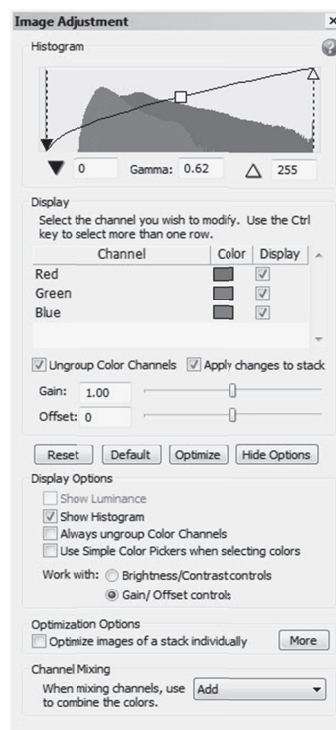 Image Adjustment
Histogram
0 Gamma: 0.62 255
Display
Select the channel you wish to modify. Use the Ctrl
key to select more than one row.
Channel Color Display
Red
Green
Blue
Ungroup Color Channels Apply changes to stack
Gain: 1.00
Offset: 0
Reset Default Optimize Hide Options
Display Options
Show Luminance
Show Histogram
Always ungroup Color Channels
Use Simple Color Pickers when selecting colors
Work with: Brightness/Contrast controls
Gain/ Offset controls
Optimization Options
Optimize images of a stack individually More
Channel Mixing
When mixing channels, use Add
to combine the colors.